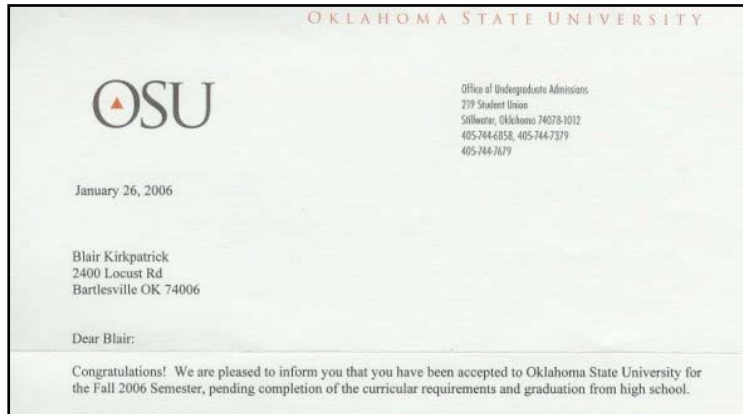 OKLAHOMA STATE UNIVERSITY
OSU
Office of Undergraduate Admissions
219 Student Union
Stillwater, Oklahoma 74078-1012
405-744-6858, 405-744-7379
405-744-7679
January 26, 2006
Blair Kirkpatrick
2400 Locust Rd
Bartlesville OK 74006
Dear Blair:
Congratulations!  We are pleased to inform you that you have been accepted to Oklahoma State University for
the Fall 2006 Semester, pending completion of the curricular requirements and graduation from high school.